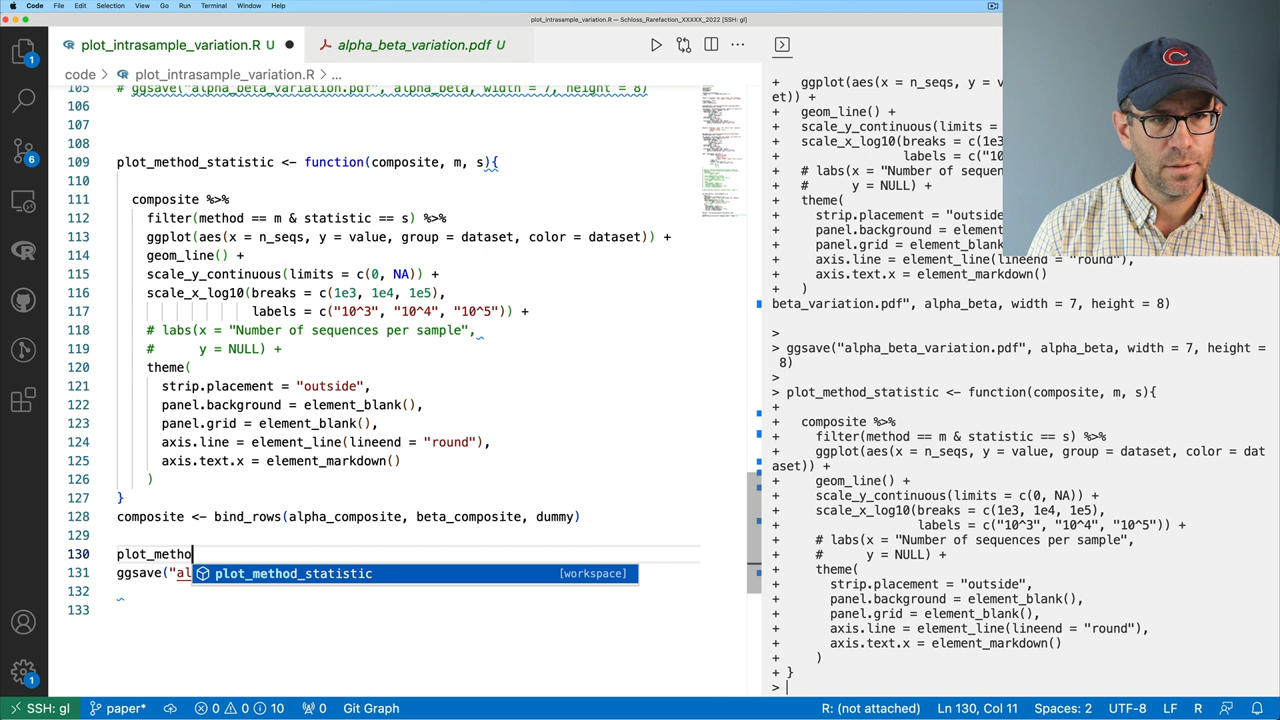 Code File Edit Selection View Go Run Terminal Window Help
plot_intrasample_variation.R — Schloss_Rarefaction_XXXXX_2022 [SSH: gl]
plot_intrasample_variation.R U
alpha_beta_variation.pdf U
code > plot_intrasample_variation.R > ...
105 # ggsave("alpha_beta_variation.pdf", alpha_beta, width = 7, height = 8)
106
107
108
109 plot_method_statistic <- function(composite, m, s){
110
111 composite %>%
112 filter(method == m & statistic == s) %>%
113 ggplot(aes(x = n_seqs, y = value, group = dataset, color = dataset)) +
114 geom_line() +
115 scale_y_continuous(limits = c(0, NA)) +
116 scale_x_log10(breaks = c(1e3, 1e4, 1e5),
117 labels = c("10^3", "10^4", "10^5")) +
118 # labs(x = "Number of sequences per sample",
119 # y = NULL) +
120 theme(
121 strip.placement = "outside",
122 panel.background = element_blank(),
123 panel.grid = element_blank(),
124 axis.line = element_line(lineend = "round"),
125 axis.text.x = element_markdown()
126 )
127 }
128 composite <- bind_rows(alpha_composite, beta_composite, dummy)
129
130 plot_metho
131 ggsave("al
plot_method_statistic [workspace]
132
133
+ ggplot(aes(x = n_seqs, y = v
et)) +
+ geom_line()
+ scale_y_continuous(limits =
+ scale_x_log10(breaks = c(1e3
+ labels = c("10
+ # labs(x = "Number of sequenc
+ # y = NULL) +
+ theme(
+ strip.placement = "outside
+ panel.background = element
+ panel.grid = element_blank
+ axis.line = element_line(lineend = "round"),
+ axis.text.x = element_markdown()
+ )
beta_variation.pdf", alpha_beta, width = 7, height = 8)
>
> ggsave("alpha_beta_variation.pdf", alpha_beta, width = 7, height =
8)
>
> plot_method_statistic <- function(composite, m, s){
+
+ composite %>%
+ filter(method == m & statistic == s) %>%
+ ggplot(aes(x = n_seqs, y = value, group = dataset, color = dat
aset)) +
+ geom_line() +
+ scale_y_continuous(limits = c(0, NA)) +
+ scale_x_log10(breaks = c(1e3, 1e4, 1e5),
+ labels = c("10^3", "10^4", "10^5")) +
+ # labs(x = "Number of sequences per sample",
+ # y = NULL) +
+ theme(
+ strip.placement = "outside",
+ panel.background = element_blank(),
+ panel.grid = element_blank(),
+ axis.line = element_line(lineend = "round"),
+ axis.text.x = element_markdown()
+ )
+ }
>
1
6
1
C
SSH: gl paper* 0 0 10 0 Git Graph R: (not attached) Ln 130, Col 11 Spaces: 2 UTF-8 LF R